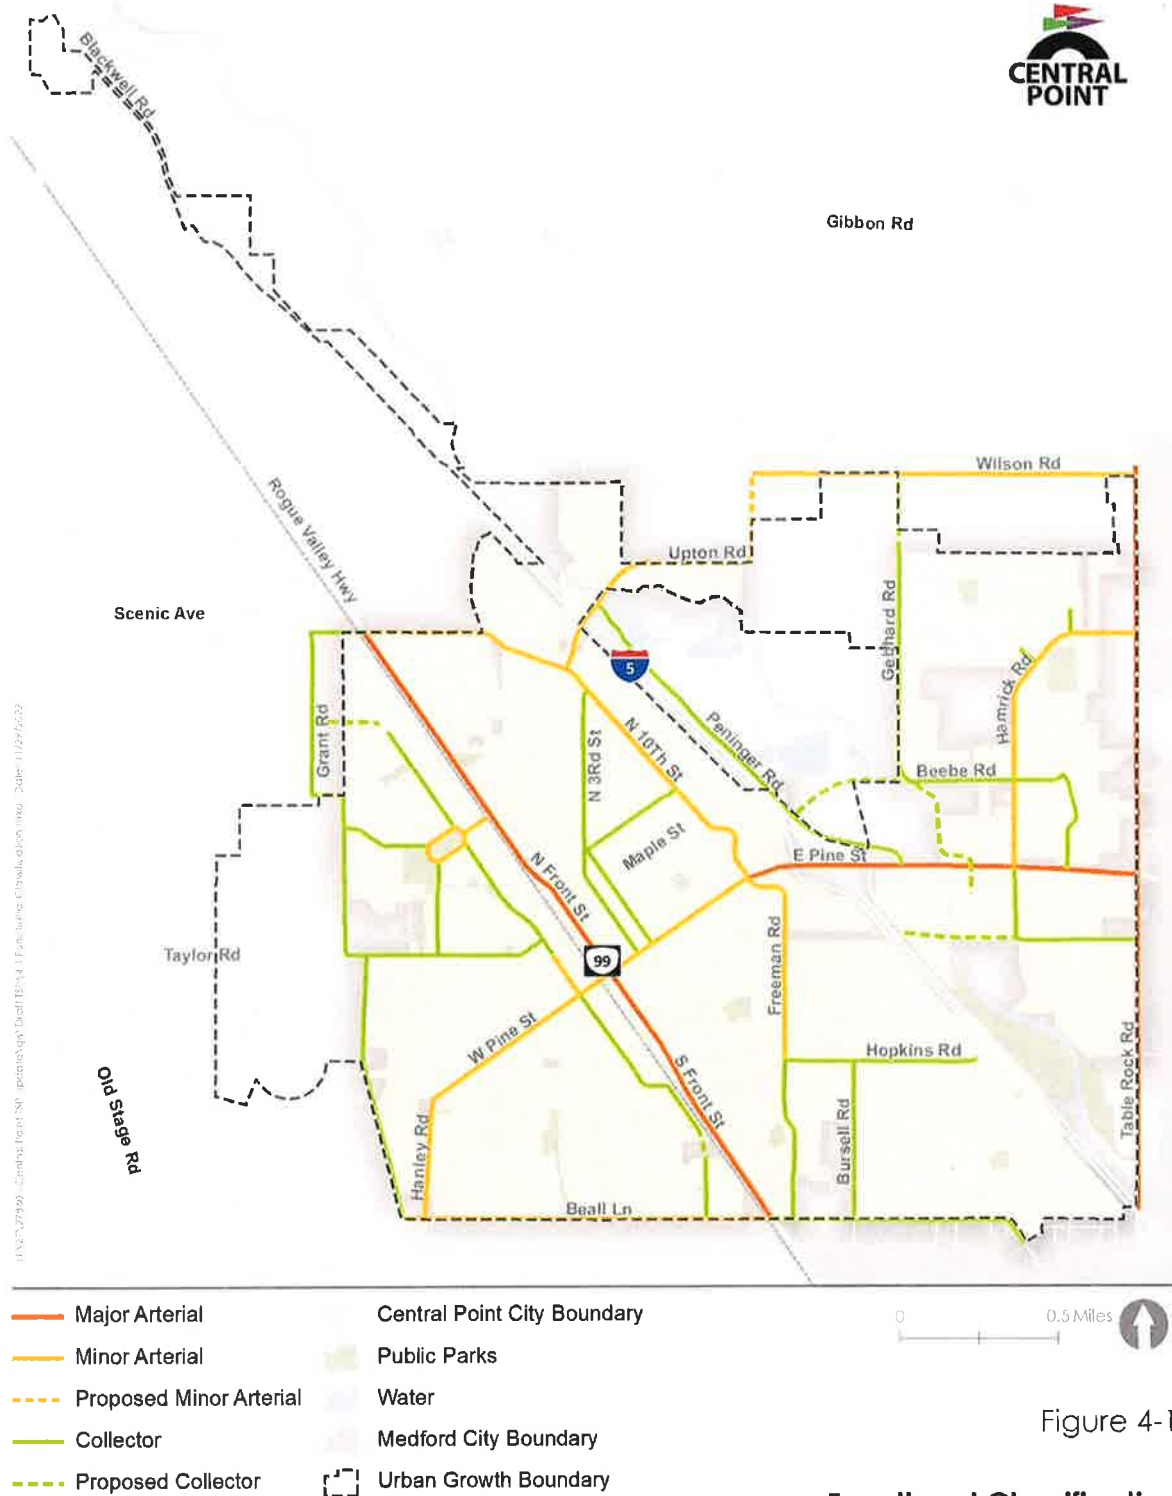 CENTRAL
POINT
Blackwell Rd
Gibbon Rd
Wilson Rd
Rogue Valley Hwy
Upton Rd
Scenic Ave
Gebhard Rd
5
Hamrick Rd
Grant Rd
N 3Rd St
N 10Th St
Peninger Rd
Beebe Rd
Maple St
E Pine St
N Front St
Freeman Rd
99
Taylor Rd
W Pine St
Hopkins Rd
S Front St
Table Rock Rd
Old Stage Rd
Hanley Rd
Bursell Rd
Beall Ln
Major Arterial
Minor Arterial
Proposed Minor Arterial
Collector
Proposed Collector
Central Point City Boundary
Public Parks
Water
Medford City Boundary
Urban Growth Boundary
0 0.5 Miles
Figure 4-1